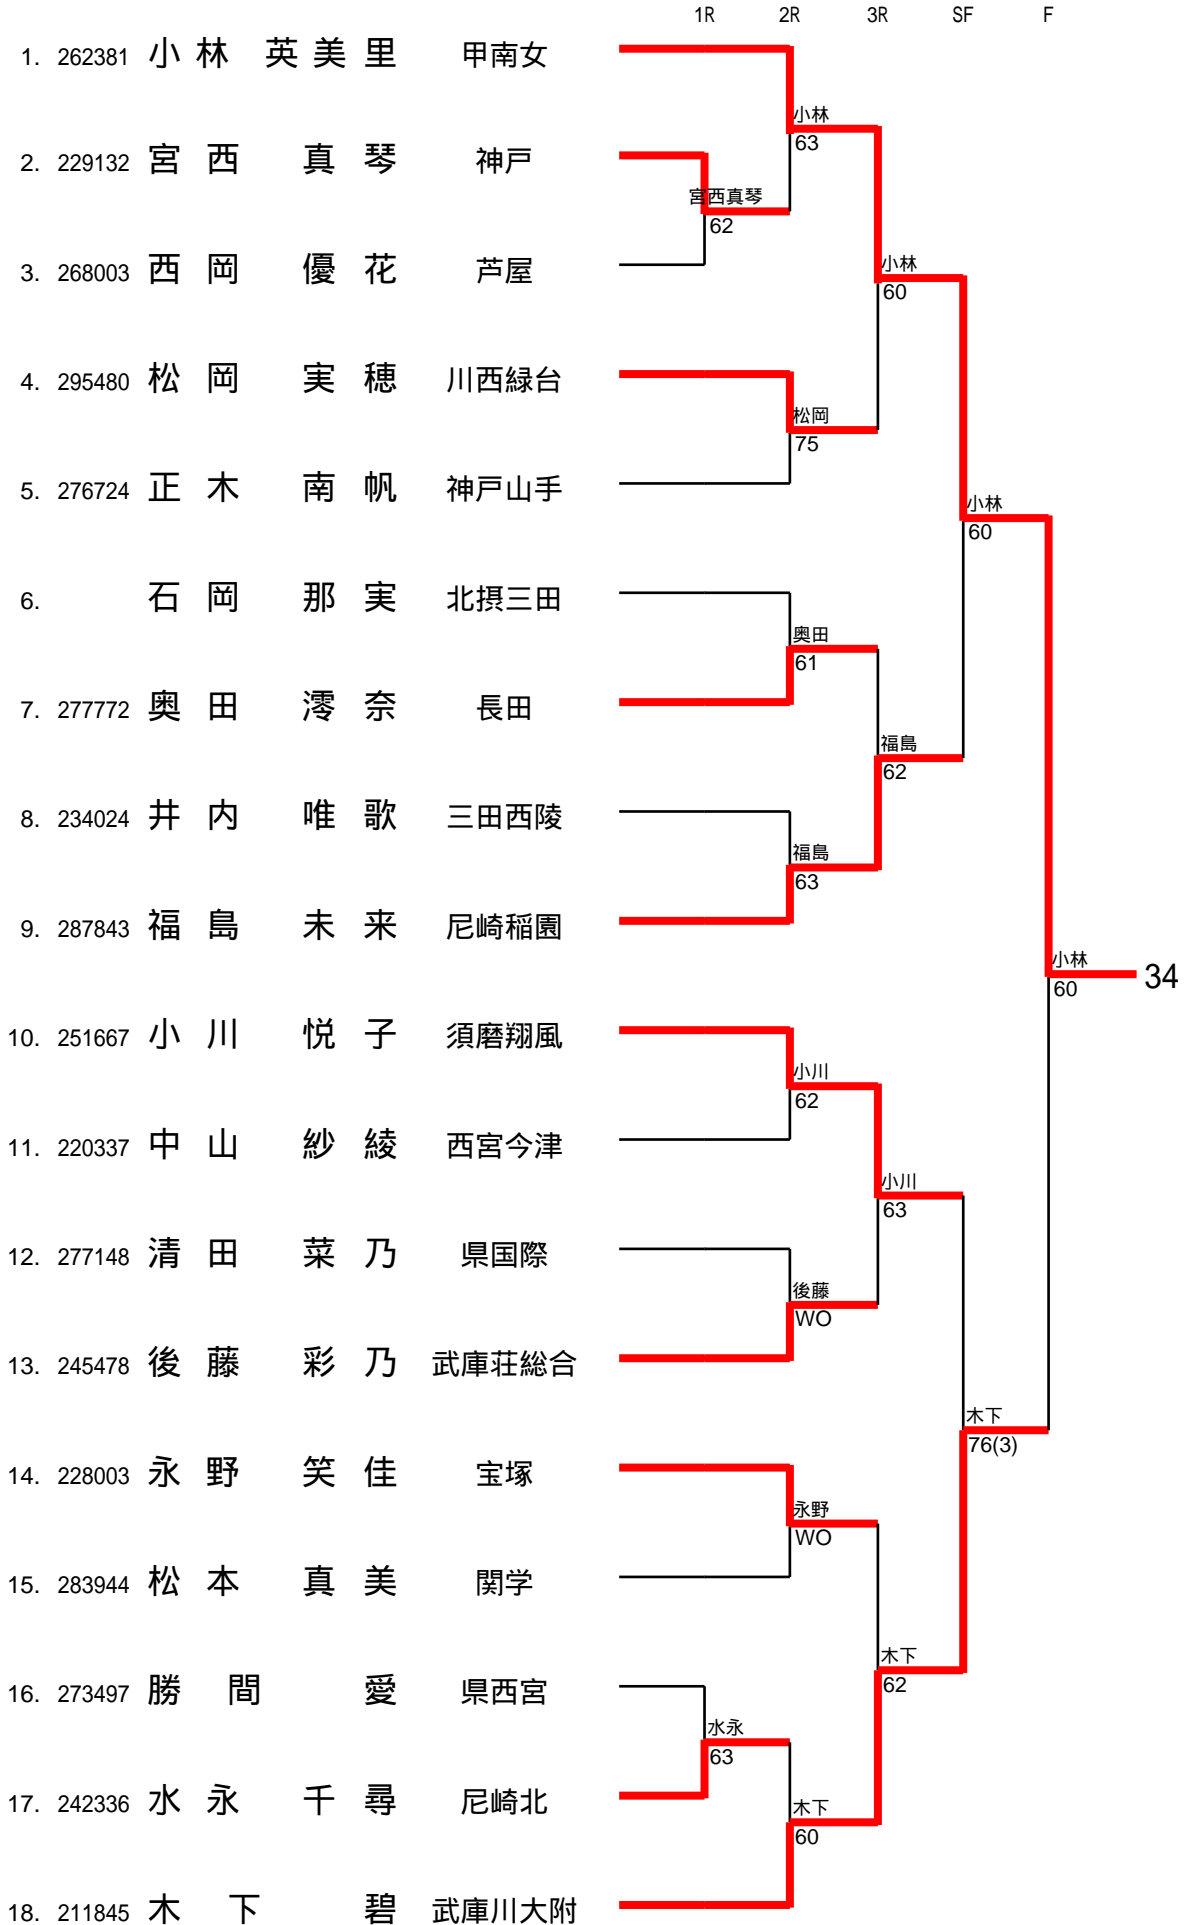 1R 2R 3R SF F
1. 262381 小林 英美里 甲南女
小林
63
2. 229132 宮西 真琴 神戸
宮西真琴
62
3. 268003 西岡 優花 芦屋
小林
60
4. 295480 松岡 実穂 川西緑台
松岡
75
5. 276724 正木 南帆 神戸山手
小林
60
6. 石岡 那実 北摂三田
奥田
61
7. 277772 奥田 澪奈 長田
福島
62
8. 234024 井内 唯歌 三田西陵
福島
63
9. 287843 福島 未来 尼崎稲園
小林
60
34
10. 251667 小川 悦子 須磨翔風
小川
62
11. 220337 中山 紗綾 西宮今津
小川
63
12. 277148 清田 菜乃 県国際
後藤
WO
13. 245478 後藤 彩乃 武庫荘総合
木下
76(3)
14. 228003 永野 笑佳 宝塚
永野
WO
15. 283944 松本 真美 関学
木下
62
16. 273497 勝間 愛 県西宮
水永
63
17. 242336 水永 千尋 尼崎北
木下
60
18. 211845 木下 碧 武庫川大附